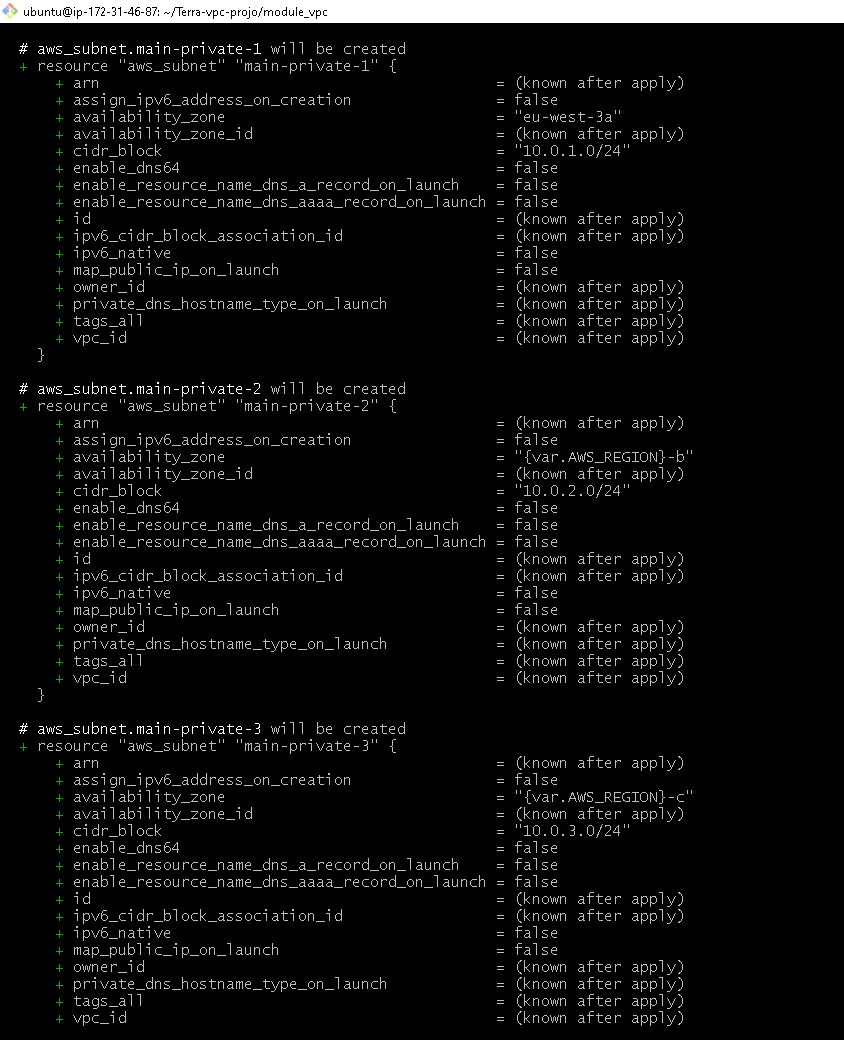 ubuntu@ip-172-31-46-87: ~/Terra-vpc-projo/module_vpc
# aws_subnet.main-private-1 will be created
+ resource "aws_subnet" "main-private-1" {
+ arn = (known after apply)
+ assign_ipv6_address_on_creation = false
+ availability_zone = "eu-west-3a"
+ availability_zone_id = (known after apply)
+ cidr_block = "10.0.1.0/24"
+ enable_dns64 = false
+ enable_resource_name_dns_a_record_on_launch = false
+ enable_resource_name_dns_aaaa_record_on_launch = false
+ id = (known after apply)
+ ipv6_cidr_block_association_id = (known after apply)
+ ipv6_native = false
+ map_public_ip_on_launch = false
+ owner_id = (known after apply)
+ private_dns_hostname_type_on_launch = (known after apply)
+ tags_all = (known after apply)
+ vpc_id = (known after apply)
}
# aws_subnet.main-private-2 will be created
+ resource "aws_subnet" "main-private-2" {
+ arn = (known after apply)
+ assign_ipv6_address_on_creation = false
+ availability_zone = "{var.AWS_REGION}-b"
+ availability_zone_id = (known after apply)
+ cidr_block = "10.0.2.0/24"
+ enable_dns64 = false
+ enable_resource_name_dns_a_record_on_launch = false
+ enable_resource_name_dns_aaaa_record_on_launch = false
+ id = (known after apply)
+ ipv6_cidr_block_association_id = (known after apply)
+ ipv6_native = false
+ map_public_ip_on_launch = false
+ owner_id = (known after apply)
+ private_dns_hostname_type_on_launch = (known after apply)
+ tags_all = (known after apply)
+ vpc_id = (known after apply)
}
# aws_subnet.main-private-3 will be created
+ resource "aws_subnet" "main-private-3" {
+ arn = (known after apply)
+ assign_ipv6_address_on_creation = false
+ availability_zone = "{var.AWS_REGION}-c"
+ availability_zone_id = (known after apply)
+ cidr_block = "10.0.3.0/24"
+ enable_dns64 = false
+ enable_resource_name_dns_a_record_on_launch = false
+ enable_resource_name_dns_aaaa_record_on_launch = false
+ id = (known after apply)
+ ipv6_cidr_block_association_id = (known after apply)
+ ipv6_native = false
+ map_public_ip_on_launch = false
+ owner_id = (known after apply)
+ private_dns_hostname_type_on_launch = (known after apply)
+ tags_all = (known after apply)
+ vpc_id = (known after apply)